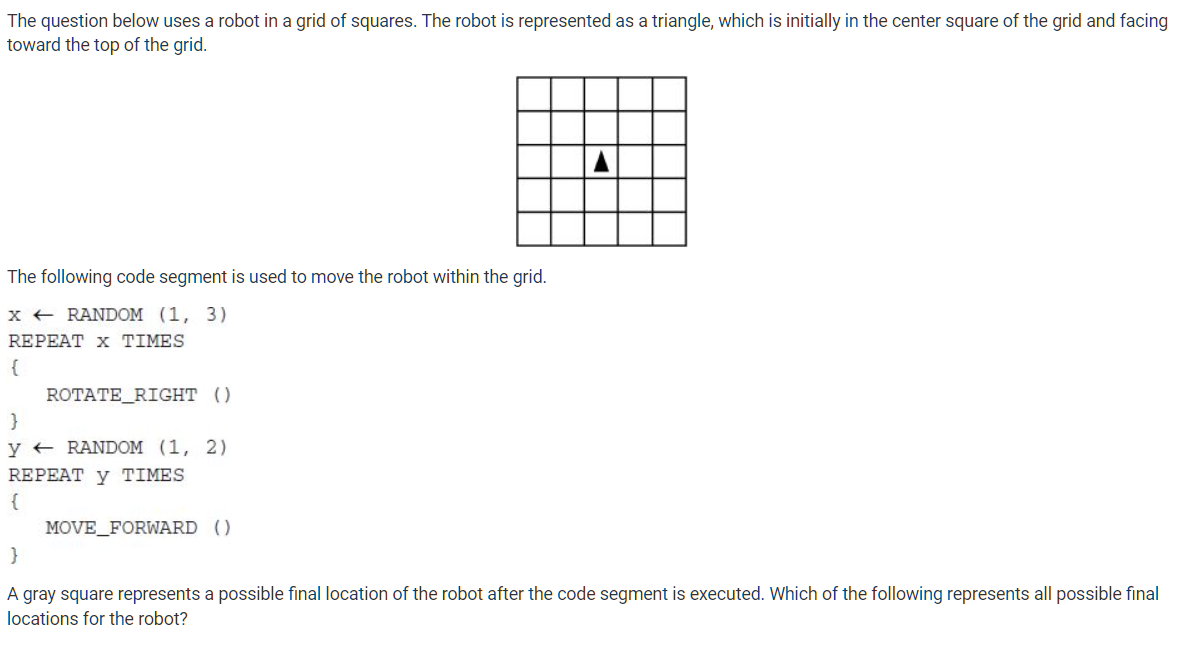 The question below uses a robot in a grid of squares. The robot is represented as a triangle, which is initially in the center square of the grid and facing
toward the top of the grid.
The following code segment is used to move the robot within the grid.
x ← RANDOM (1, 3)
REPEAT x TIMES
{
ROTATE_RIGHT ()
}
y ← RANDOM (1, 2)
REPEAT y TIMES
{
MOVE_FORWARD ()
}
A gray square represents a possible final location of the robot after the code segment is executed. Which of the following represents all possible final
locations for the robot?